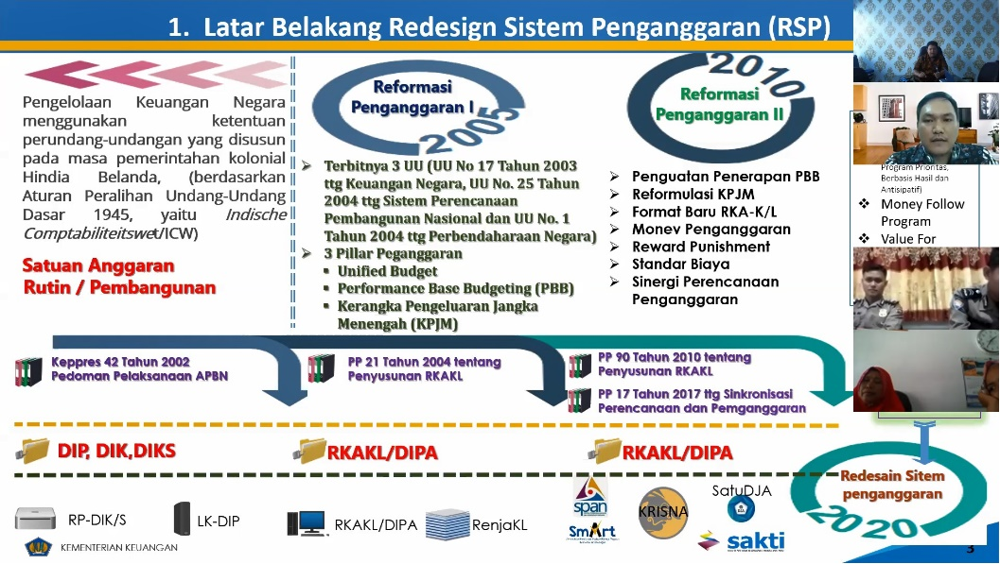 1. Latar Belakang Redesign Sistem Penganggaran (RSP)
Pengelolaan Keuangan Negara
menggunakan ketentuan
perundang-undangan yang disusun
pada masa pemerintahan kolonial
Hindia Belanda, (berdasarkan
Aturan Peralihan Undang-Undang
Dasar 1945, yaitu Indische
Comptabiliteitswet/ICW)
Satuan Anggaran
Rutin / Pembangunan
Reformasi
Penganggaran I
2005
Terbitnya 3 UU (UU No 17 Tahun 2003
ttg Keuangan Negara, UU No. 25 Tahun
2004 ttg Sistem Perencanaan
Pembangunan Nasional dan UU No. 1
Tahun 2004 ttg Perbendaharaan Negara)
3 Pillar Peganggaran
Unified Budget
Performance Base Budgeting (PBB)
Kerangka Pengeluaran Jangka
Menengah (KPJM)
2010
Reformasi
Penganggaran II
Penguatan Penerapan PBB
Reformulasi KPJM
Format Baru RKA-K/L
Monev Penganggaran
Reward Punishment
Standar Biaya
Sinergi Perencanaan
Penganggaran
Program Prioritas,
Berbasis Hasil dan
Antisipatif)
Money Follow
Program
Value For
Keppres 42 Tahun 2002
Pedoman Pelaksanaan APBN
PP 21 Tahun 2004 tentang
Penyusunan RKAKL
PP 90 Tahun 2010 tentang
Penyusunan RKAKL
PP 17 Tahun 2017 ttg Sinkronisasi
Perencanaan dan Pemganggaran
DIP, DIK,DIKS
RKAKL/DIPA
RKAKL/DIPA
Redesain Sitem
penganggaran
2020
RP-DIK/S
LK-DIP
RKAKL/DIPA
RenjaKL
span
SmArt
KRISNA
SatuDJA
sakti
KEMENTERIAN KEUANGAN
3